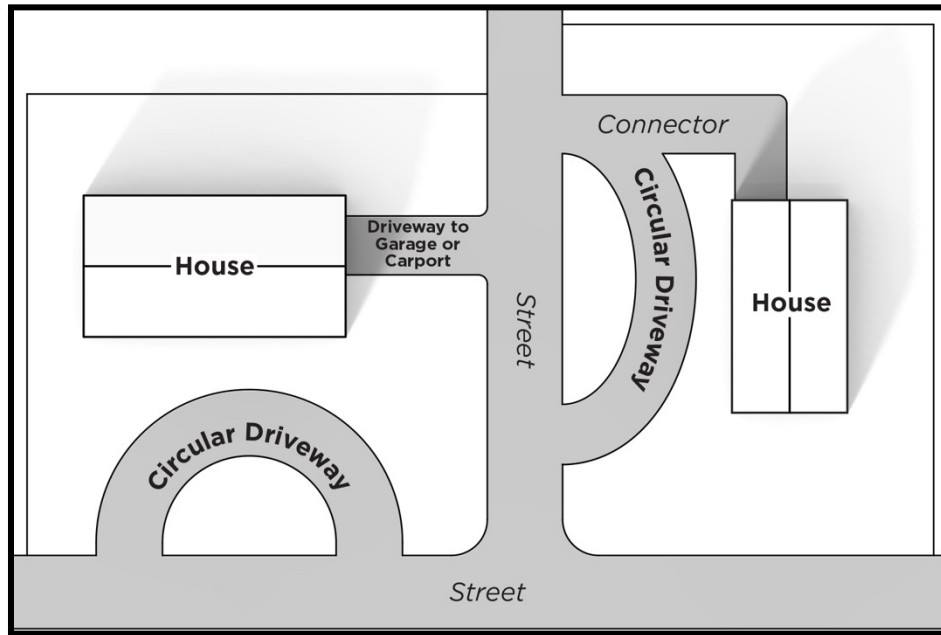 Connector
Circular Driveway
Driveway to
Garage or
Carport
House
House
Street
Circular Driveway
Street